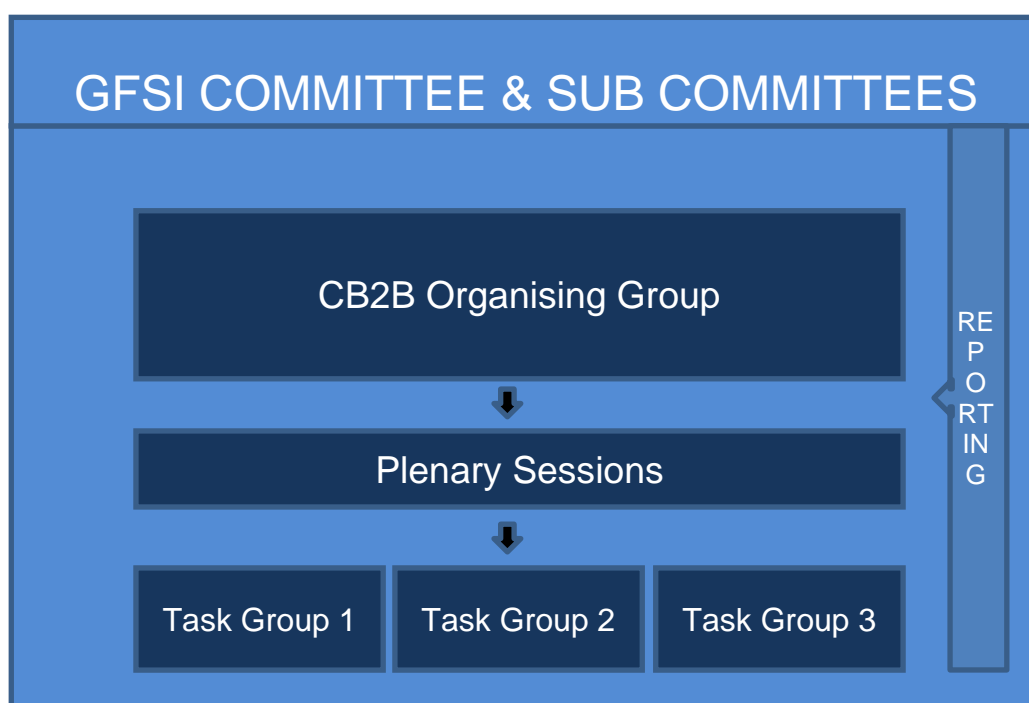 GFSI COMMITTEE & SUB COMMITTEES
CB2B Organising Group
RE
P
O
RT
IN
G
Plenary Sessions
Task Group 1
Task Group 2
Task Group 3